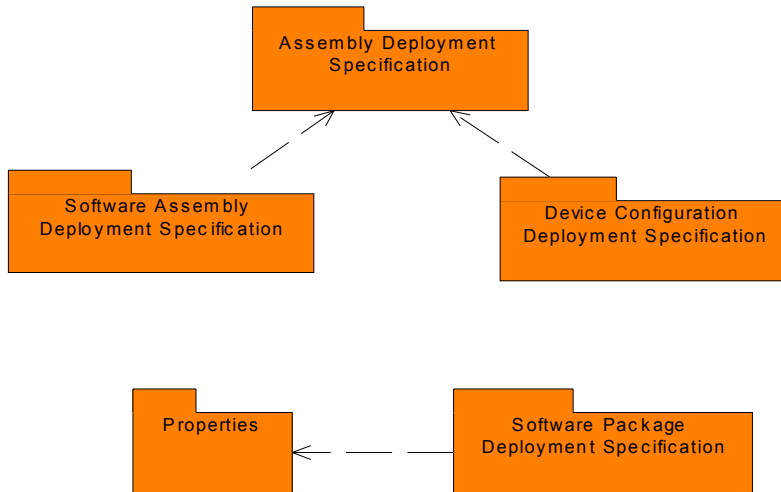 Assembly Deployment
Specification
Software Assembly
Deployment Specification
Device Configuration
Deployment Specification
Properties
Software Package
Deployment Specification